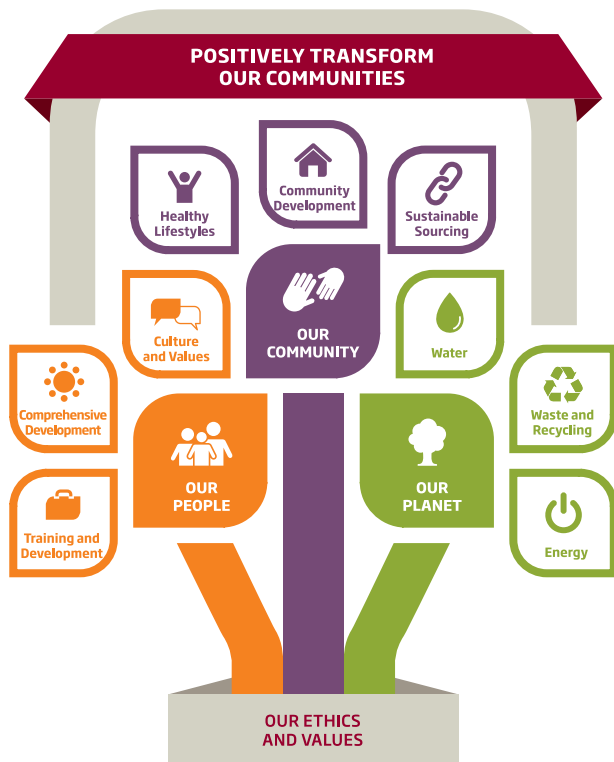 POSITIVELY TRANSFORM
OUR COMMUNITIES
Community
Development
Healthy
Lifestyles
Sustainable
Sourcing
OUR
COMMUNITY
Culture
and Values
Water
Comprehensive
Development
Waste and
Recycling
OUR
PEOPLE
OUR
PLANET
Training and
Development
Energy
OUR ETHICS
AND VALUES